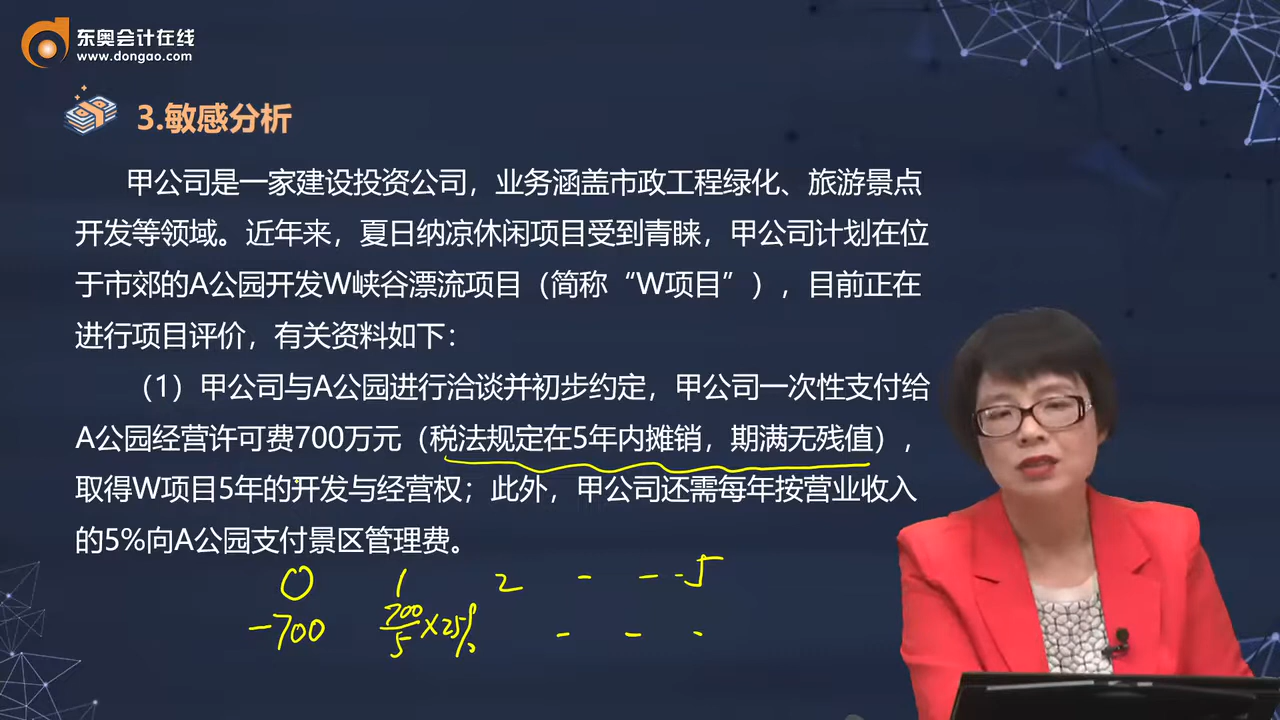 东奥会计在线
www.dongao.com
3.敏感分析
甲公司是一家建设投资公司，业务涵盖市政工程绿化、旅游景点
开发等领域。近年来，夏日纳凉休闲项目受到青睐，甲公司计划在位
于市郊的A公园开发W峡谷漂流项目（简称“W项目”），目前正在
进行项目评价，有关资料如下：
（1）甲公司与A公园进行洽谈并初步约定，甲公司一次性支付给
A公园经营许可费700万元（税法规定在5年内摊销，期满无残值），
取得W项目5年的开发与经营权；此外，甲公司还需每年按营业收入
的5%向A公园支付景区管理费。
0 1 2 - - - 5
-700 700/5×25% - - -